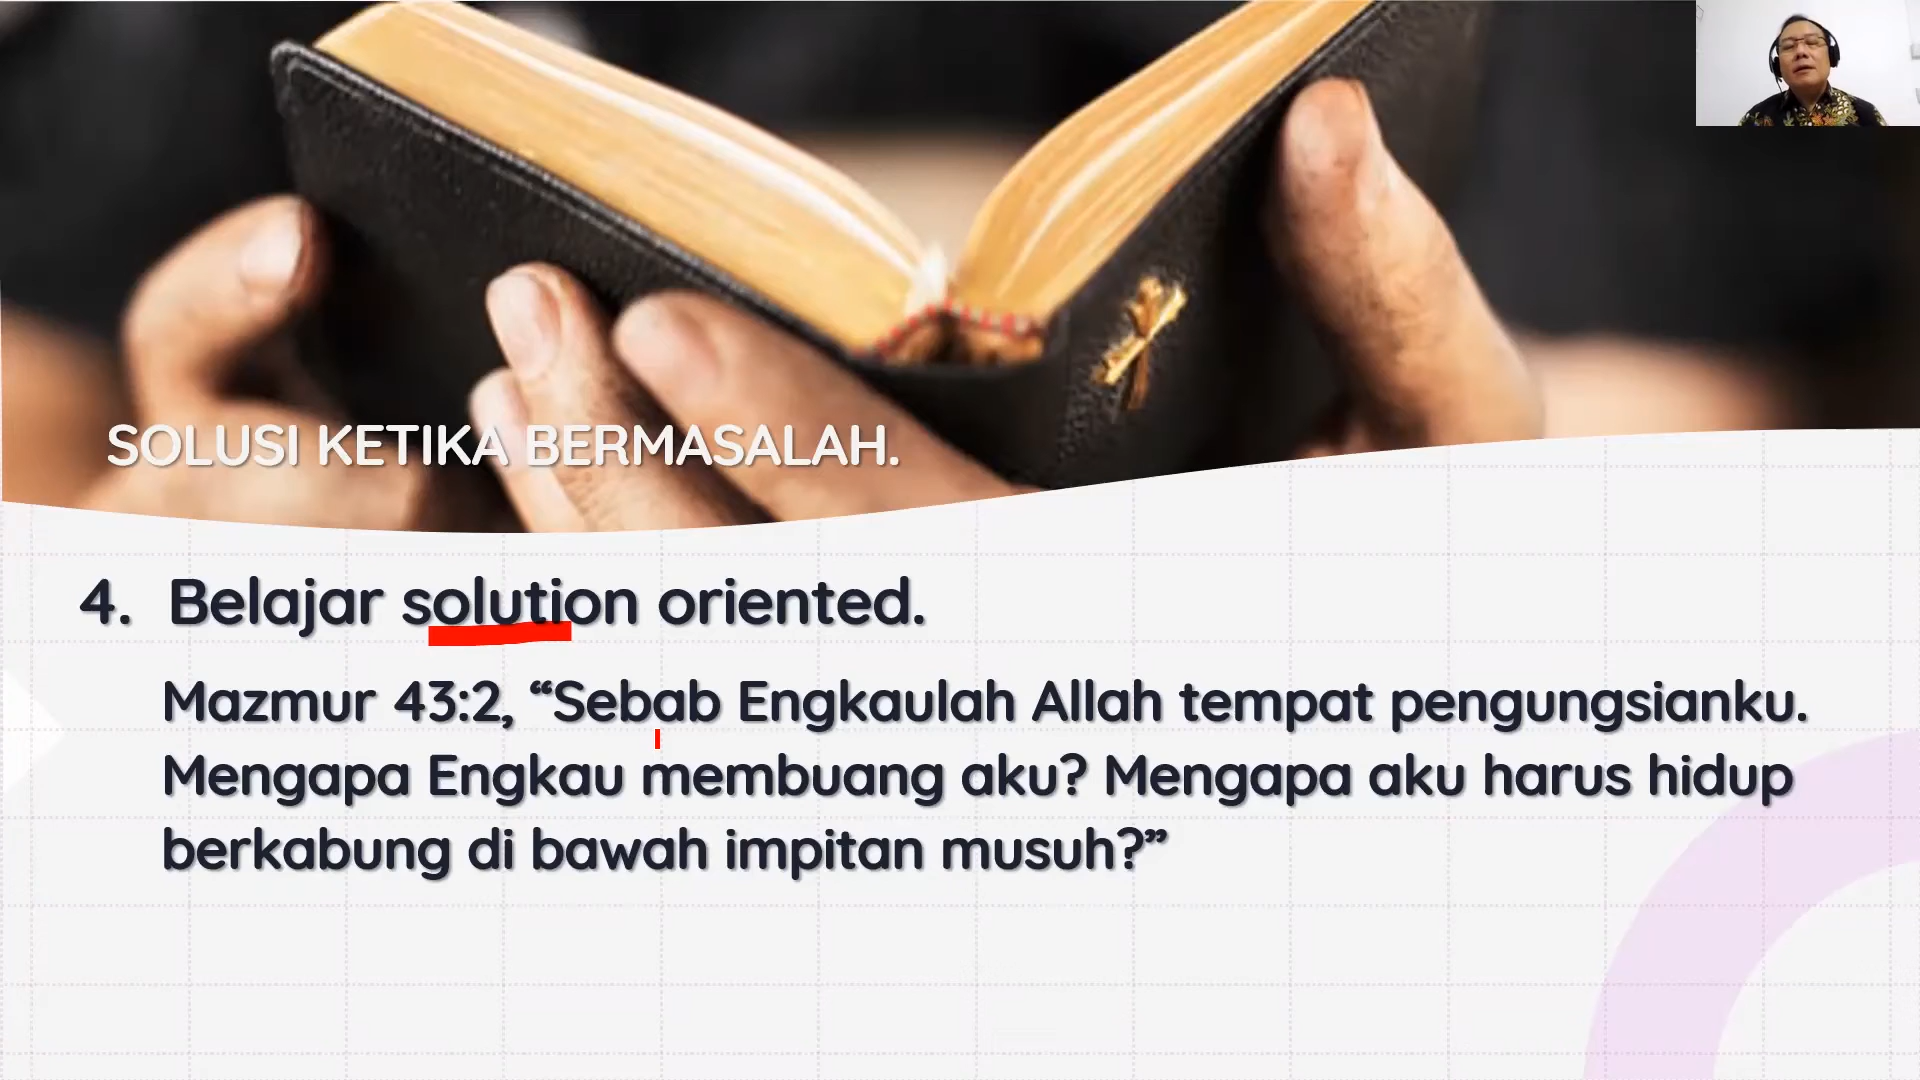 SOLUSI KETIKA BERMASALAH.
4. Belajar solution oriented.
Mazmur 43:2, “Sebab Engkaulah Allah tempat pengungsianku.
Mengapa Engkau membuang aku? Mengapa aku harus hidup
berkabung di bawah impitan musuh?”